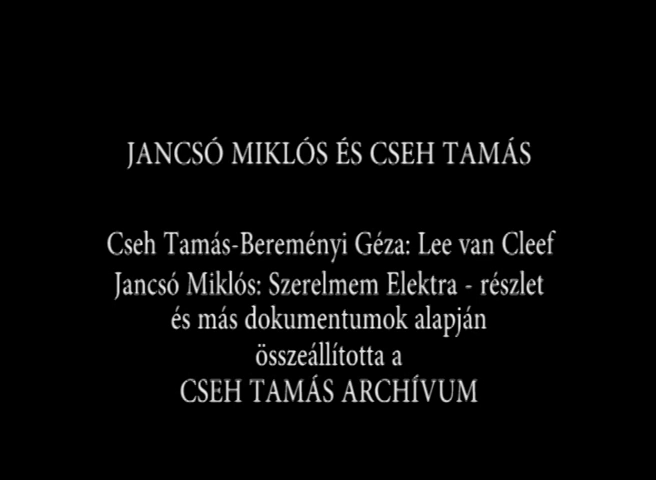 JANCSÓ MIKLÓS ÉS CSEH TAMÁS
Cseh Tamás-Bereményi Géza: Lee van Cleef
Jancsó Miklós: Szerelmem Elektra - részlet
és más dokumentumok alapján
összeállította a
CSEH TAMÁS ARCHÍVUM